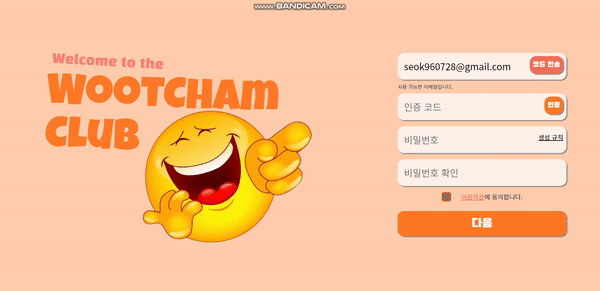 www.BANDICAM.com
Welcome to the
WOOTCHAM
CLUB
seok960728@gmail.com
코드 전송
사용 가능한 이메일입니다.
인증 코드
인증
비밀번호
생성 규칙
비밀번호 확인
이용약관에 동의합니다.
다음